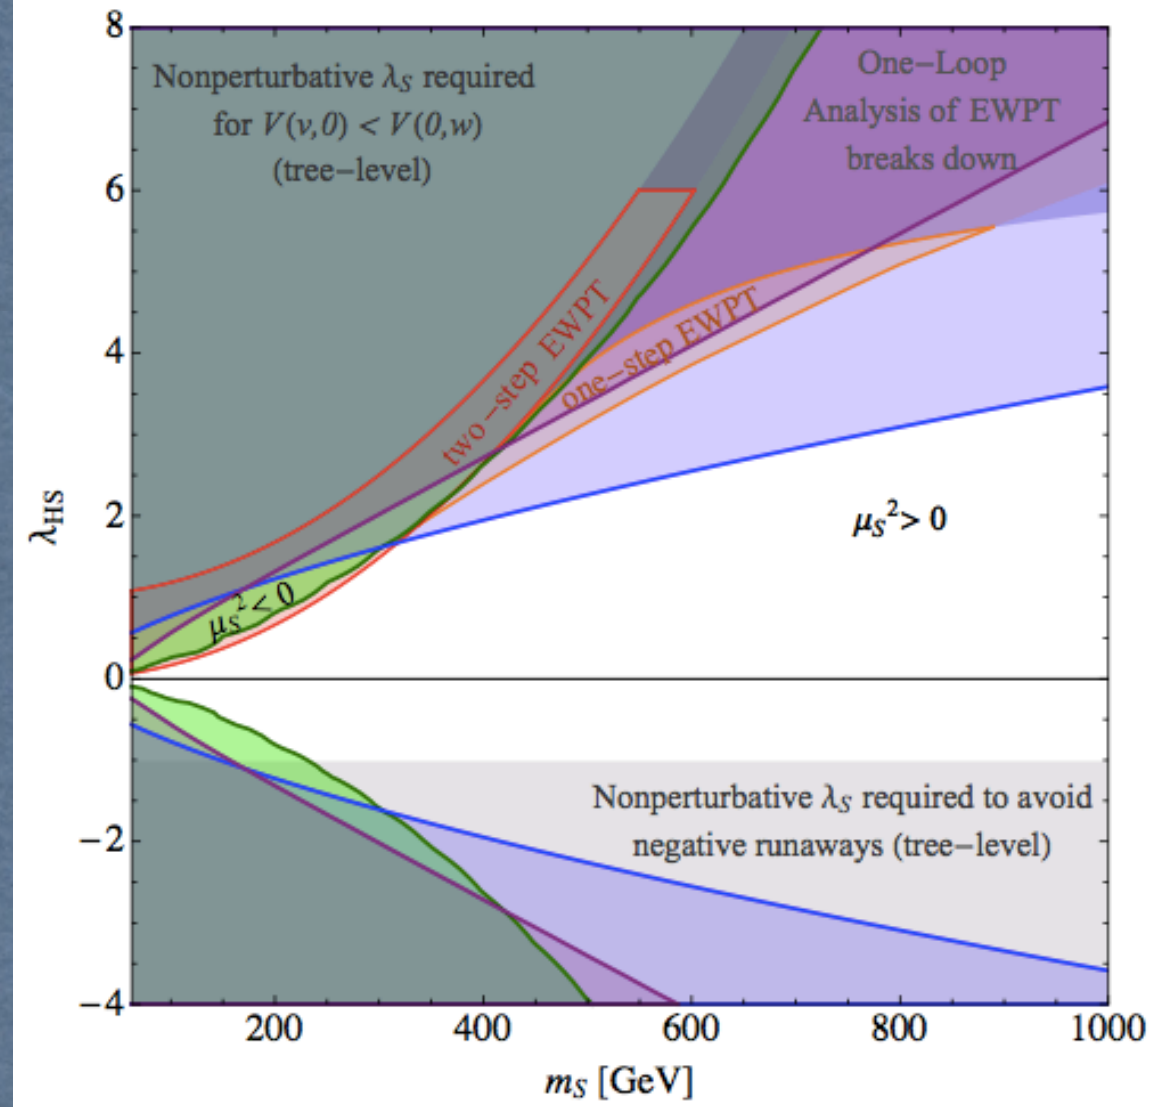 8
6
4
2
0
−2
−4
λHS
Nonperturbative λS required
for V(v,0) < V(0,w)
(tree−level)
One−Loop
Analysis of EWPT
breaks down
two−step EWPT
one−step EWPT
μS²< 0
μS²> 0
Nonperturbative λS required to avoid
negative runaways (tree−level)
200 400 600 800 1000
mS [GeV]